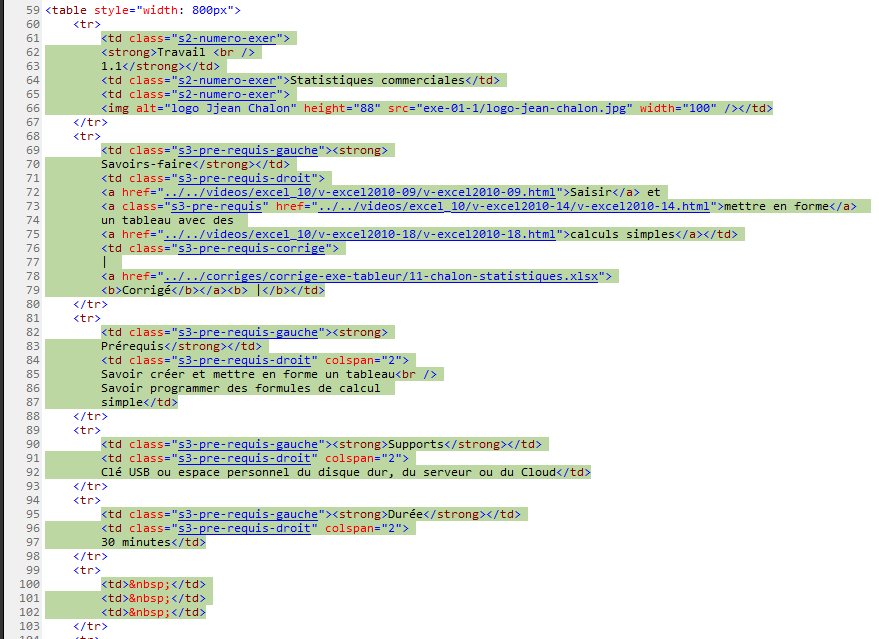 59 <table style="width: 800px">
60 <tr>
61 <td class="s2-numero-exer">
62 <strong>Travail <br />
63 1.1</strong></td>
64 <td class="s2-numero-exer">Statistiques commerciales</td>
65 <td class="s2-numero-exer">
66 <img alt="logo Jjean Chalon" height="88" src="exe-01-1/logo-jean-chalon.jpg" width="100" /></td>
67 </tr>
68 <tr>
69 <td class="s3-pre-requis-gauche"><strong>
70 Savoirs-faire</strong></td>
71 <td class="s3-pre-requis-droit">
72 <a href="../../videos/excel_10/v-excel2010-09/v-excel2010-09.html">Saisir</a> et
73 <a class="s3-pre-requis" href="../../videos/excel_10/v-excel2010-14/v-excel2010-14.html">mettre en forme</a>
74 un tableau avec des
75 <a href="../../videos/excel_10/v-excel2010-18/v-excel2010-18.html">calculs simples</a></td>
76 <td class="s3-pre-requis-corrige">
77 |
78 <a href="../../corriges/corrige-exe-tableur/11-chalon-statistiques.xlsx">
79 <b>Corrigé</b></a><b> |</b></td>
80 </tr>
81 <tr>
82 <td class="s3-pre-requis-gauche"><strong>
83 Prérequis</strong></td>
84 <td class="s3-pre-requis-droit" colspan="2">
85 Savoir créer et mettre en forme un tableau<br />
86 Savoir programmer des formules de calcul
87 simple</td>
88 </tr>
89 <tr>
90 <td class="s3-pre-requis-gauche"><strong>Supports</strong></td>
91 <td class="s3-pre-requis-droit" colspan="2">
92 Clé USB ou espace personnel du disque dur, du serveur ou du Cloud</td>
93 </tr>
94 <tr>
95 <td class="s3-pre-requis-gauche"><strong>Durée</strong></td>
96 <td class="s3-pre-requis-droit" colspan="2">
97 30 minutes</td>
98 </tr>
99 <tr>
100 <td>&nbsp;</td>
101 <td>&nbsp;</td>
102 <td>&nbsp;</td>
103 </tr>